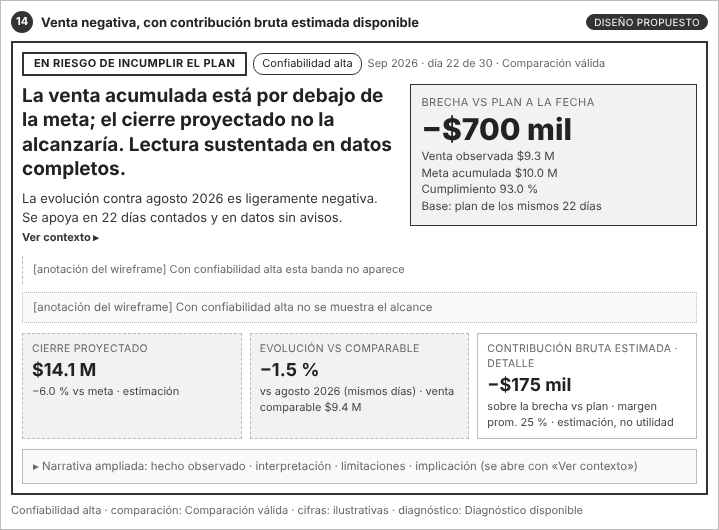 14 Venta negativa, con contribución bruta estimada disponible
DISEÑO PROPUESTO
EN RIESGO DE INCUMPLIR EL PLAN
Confiabilidad alta
Sep 2026 · día 22 de 30 · Comparación válida
La venta acumulada está por debajo de
la meta; el cierre proyectado no la
alcanzaría. Lectura sustentada en datos
completos.
La evolución contra agosto 2026 es ligeramente negativa.
Se apoya en 22 días contados y en datos sin avisos.
Ver contexto ▸
BRECHA VS PLAN A LA FECHA
−$700 mil
Venta observada $9.3 M
Meta acumulada $10.0 M
Cumplimiento 93.0 %
Base: plan de los mismos 22 días
[anotación del wireframe] Con confiabilidad alta esta banda no aparece
[anotación del wireframe] Con confiabilidad alta no se muestra el alcance
CIERRE PROYECTADO
$14.1 M
−6.0 % vs meta · estimación
EVOLUCIÓN VS COMPARABLE
−1.5 %
vs agosto 2026 (mismos días) · venta
comparable $9.4 M
CONTRIBUCIÓN BRUTA ESTIMADA ·
DETALLE
−$175 mil
sobre la brecha vs plan · margen
prom. 25 % · estimación, no utilidad
▸ Narrativa ampliada: hecho observado · interpretación · limitaciones · implicación (se abre con «Ver contexto»)
Confiabilidad alta · comparación: Comparación válida · cifras: ilustrativas · diagnóstico: Diagnóstico disponible